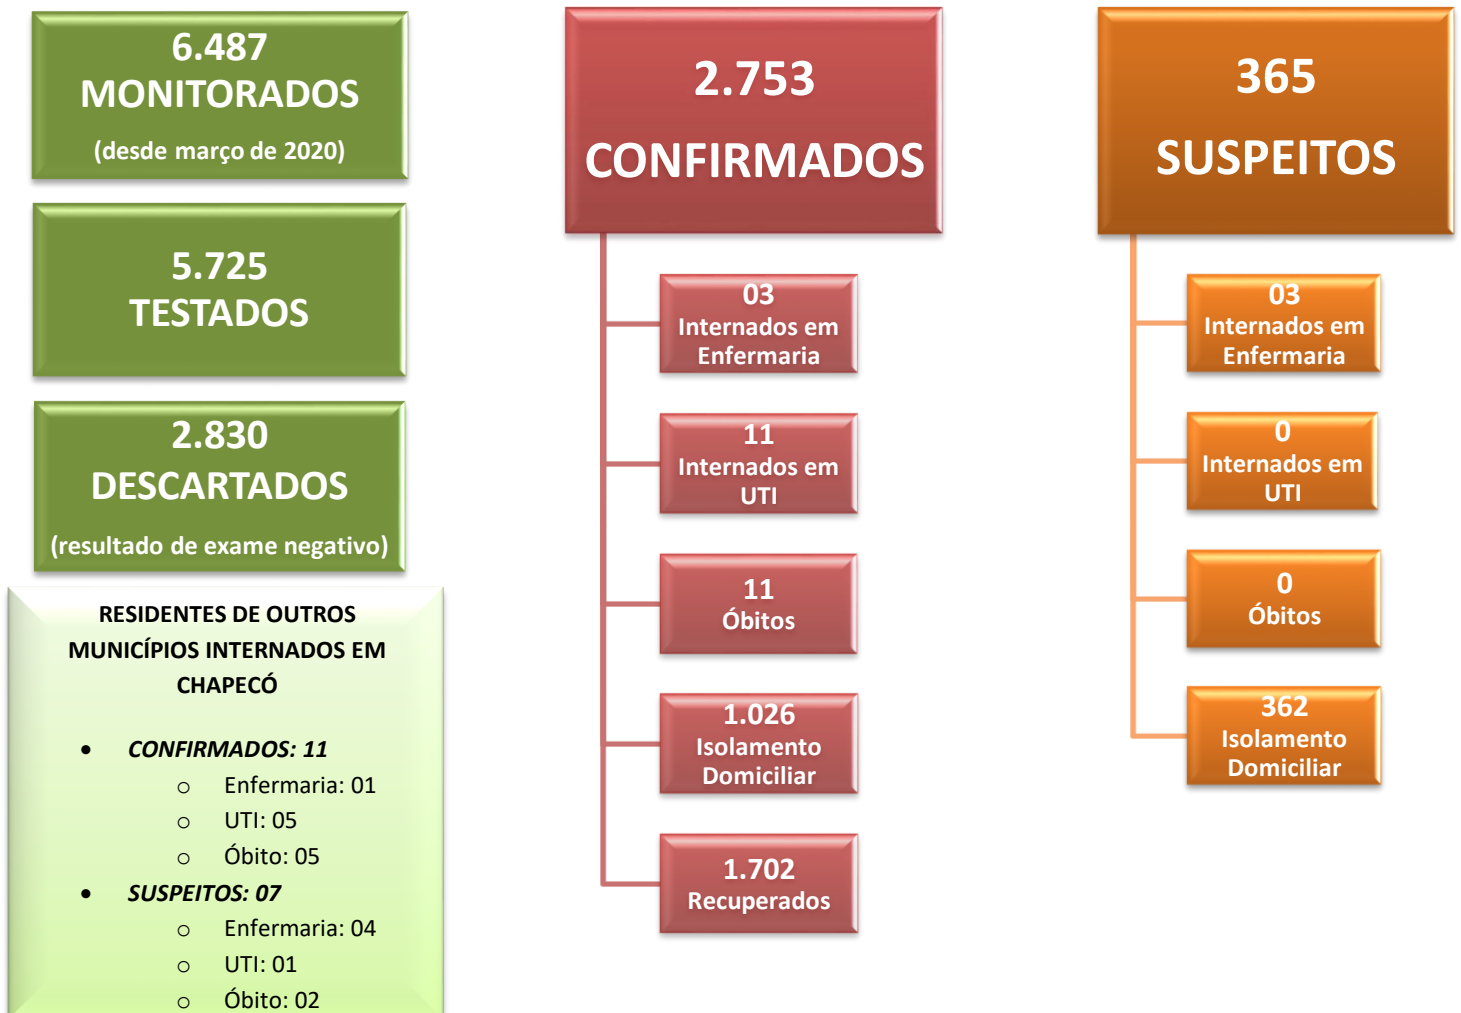 6.487
MONITORADOS
(desde março de 2020)
5.725
TESTADOS
2.830
DESCARTADOS
(resultado de exame negativo)
RESIDENTES DE OUTROS
MUNICÍPIOS INTERNADOS EM
CHAPECÓ
• CONFIRMADOS: 11
o Enfermaria: 01
o UTI: 05
o Óbito: 05
• SUSPEITOS: 07
o Enfermaria: 04
o UTI: 01
o Óbito: 02
2.753
CONFIRMADOS
03
Internados em
Enfermaria
11
Internados em
UTI
11
Óbitos
1.026
Isolamento
Domiciliar
1.702
Recuperados
365
SUSPEITOS
03
Internados em
Enfermaria
0
Internados em
UTI
0
Óbitos
362
Isolamento
Domiciliar